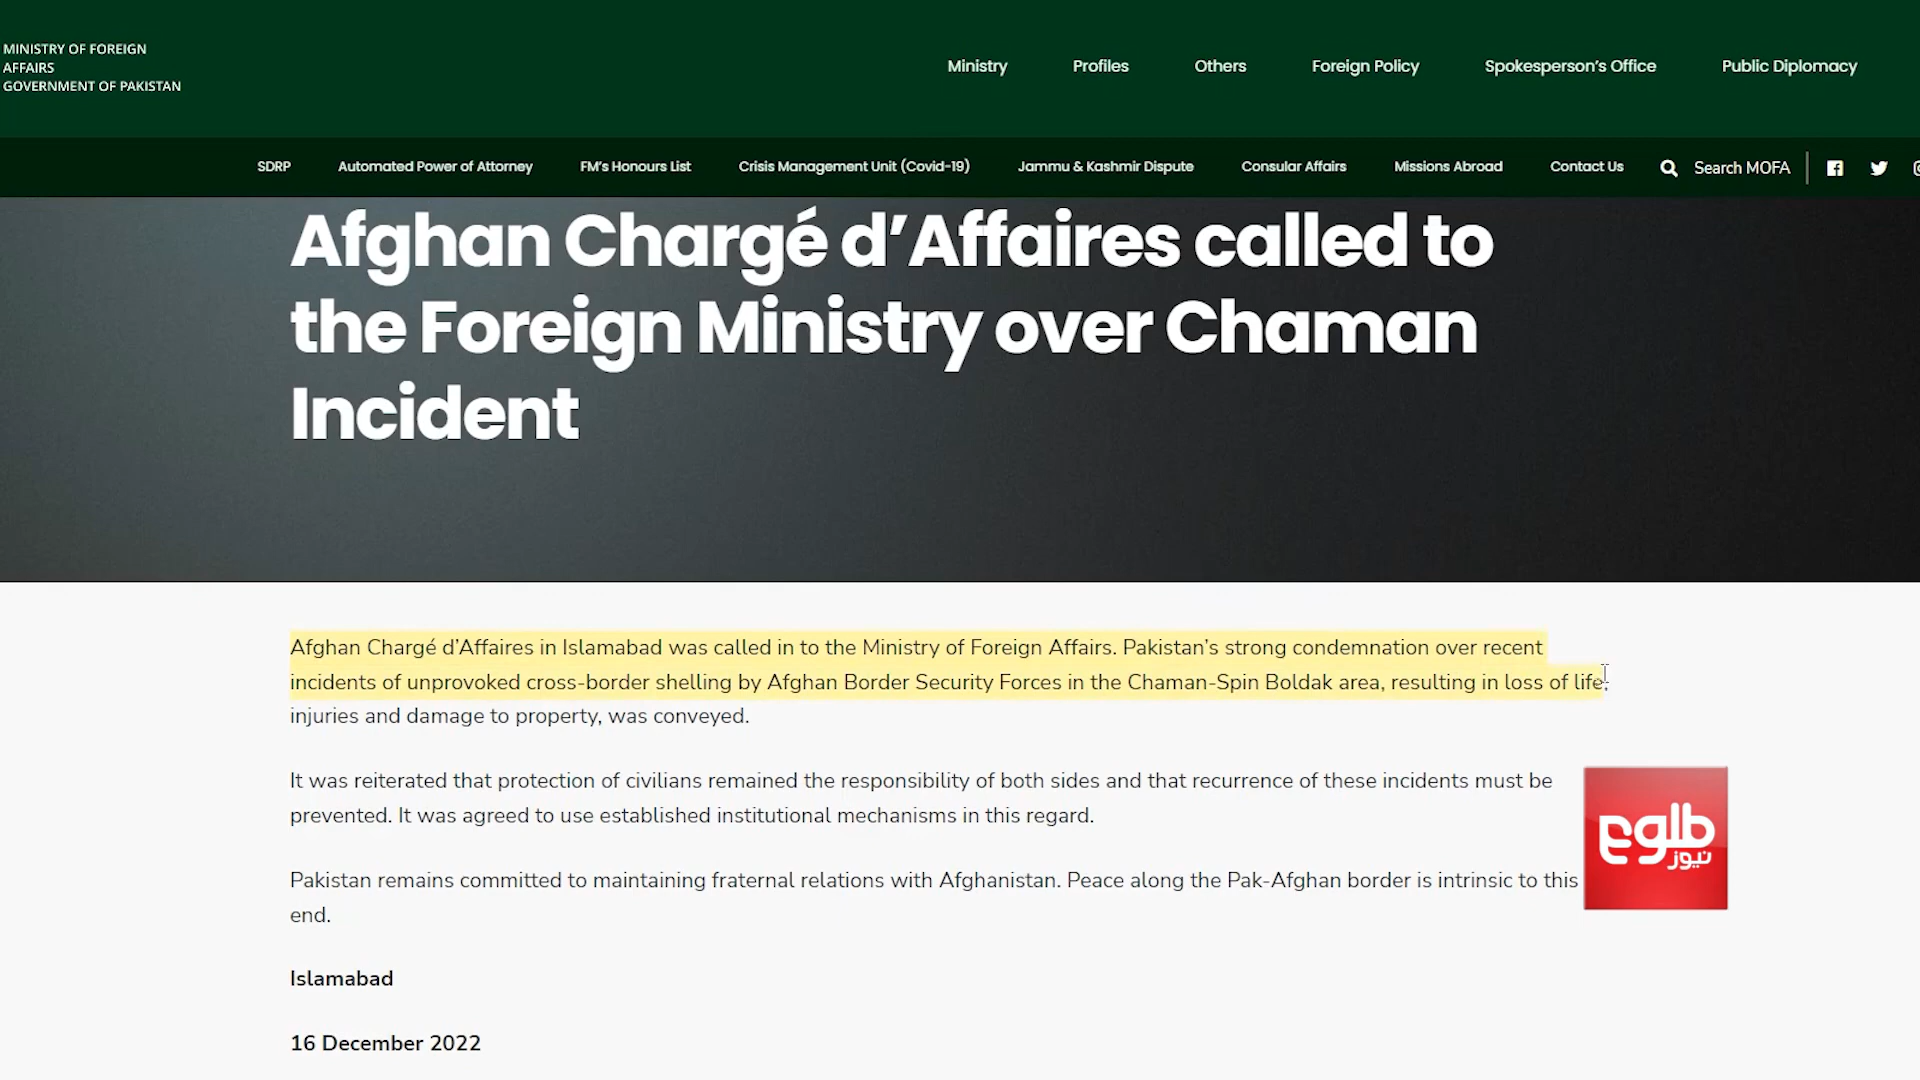 MINISTRY OF FOREIGN
AFFAIRS
GOVERNMENT OF PAKISTAN
Ministry Profiles Others Foreign Policy Spokesperson’s Office Public Diplomacy
SDRP Automated Power of Attorney FM's Honours List Crisis Management Unit (Covid-19) Jammu & Kashmir Dispute Consular Affairs Missions Abroad Contact Us Search MOFA
Afghan Chargé d’Affaires called to
the Foreign Ministry over Chaman
Incident
Afghan Chargé d’Affaires in Islamabad was called in to the Ministry of Foreign Affairs. Pakistan’s strong condemnation over recent
incidents of unprovoked cross-border shelling by Afghan Border Security Forces in the Chaman-Spin Boldak area, resulting in loss of life,
injuries and damage to property, was conveyed.
It was reiterated that protection of civilians remained the responsibility of both sides and that recurrence of these incidents must be
prevented. It was agreed to use established institutional mechanisms in this regard.
Pakistan remains committed to maintaining fraternal relations with Afghanistan. Peace along the Pak-Afghan border is intrinsic to this
end.
طلوع
نیوز
Islamabad
16 December 2022